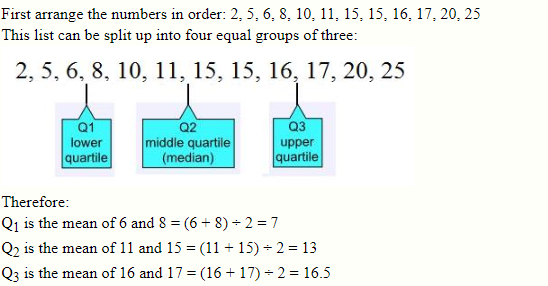 First arrange the numbers in order: 2, 5, 6, 8, 10, 11, 15, 15, 16, 17, 20, 25
This list can be split up into four equal groups of three:
2, 5, 6, 8, 10, 11, 15, 15, 16, 17, 20, 25
Q1
lower
quartile
Q2
middle quartile
(median)
Q3
upper
quartile
Therefore:
Q₁ is the mean of 6 and 8 = (6 + 8) ÷ 2 = 7
Q₂ is the mean of 11 and 15 = (11 + 15) ÷ 2 = 13
Q₃ is the mean of 16 and 17 = (16 + 17) ÷ 2 = 16.5